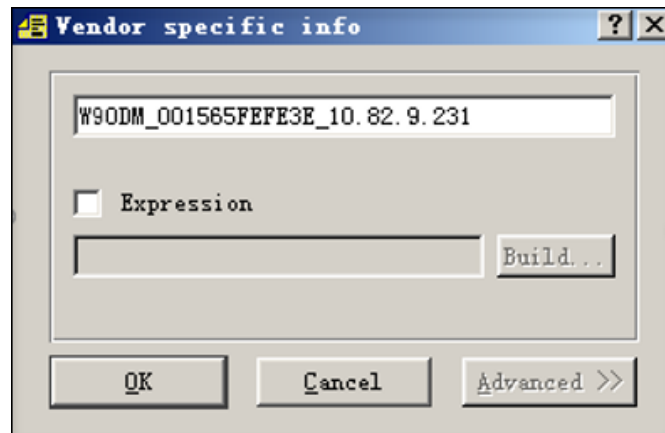 Vendor specific info
W90DM_001565FEFE3E_10.82.9.231
Expression
Build...
OK
Cancel
Advanced >>